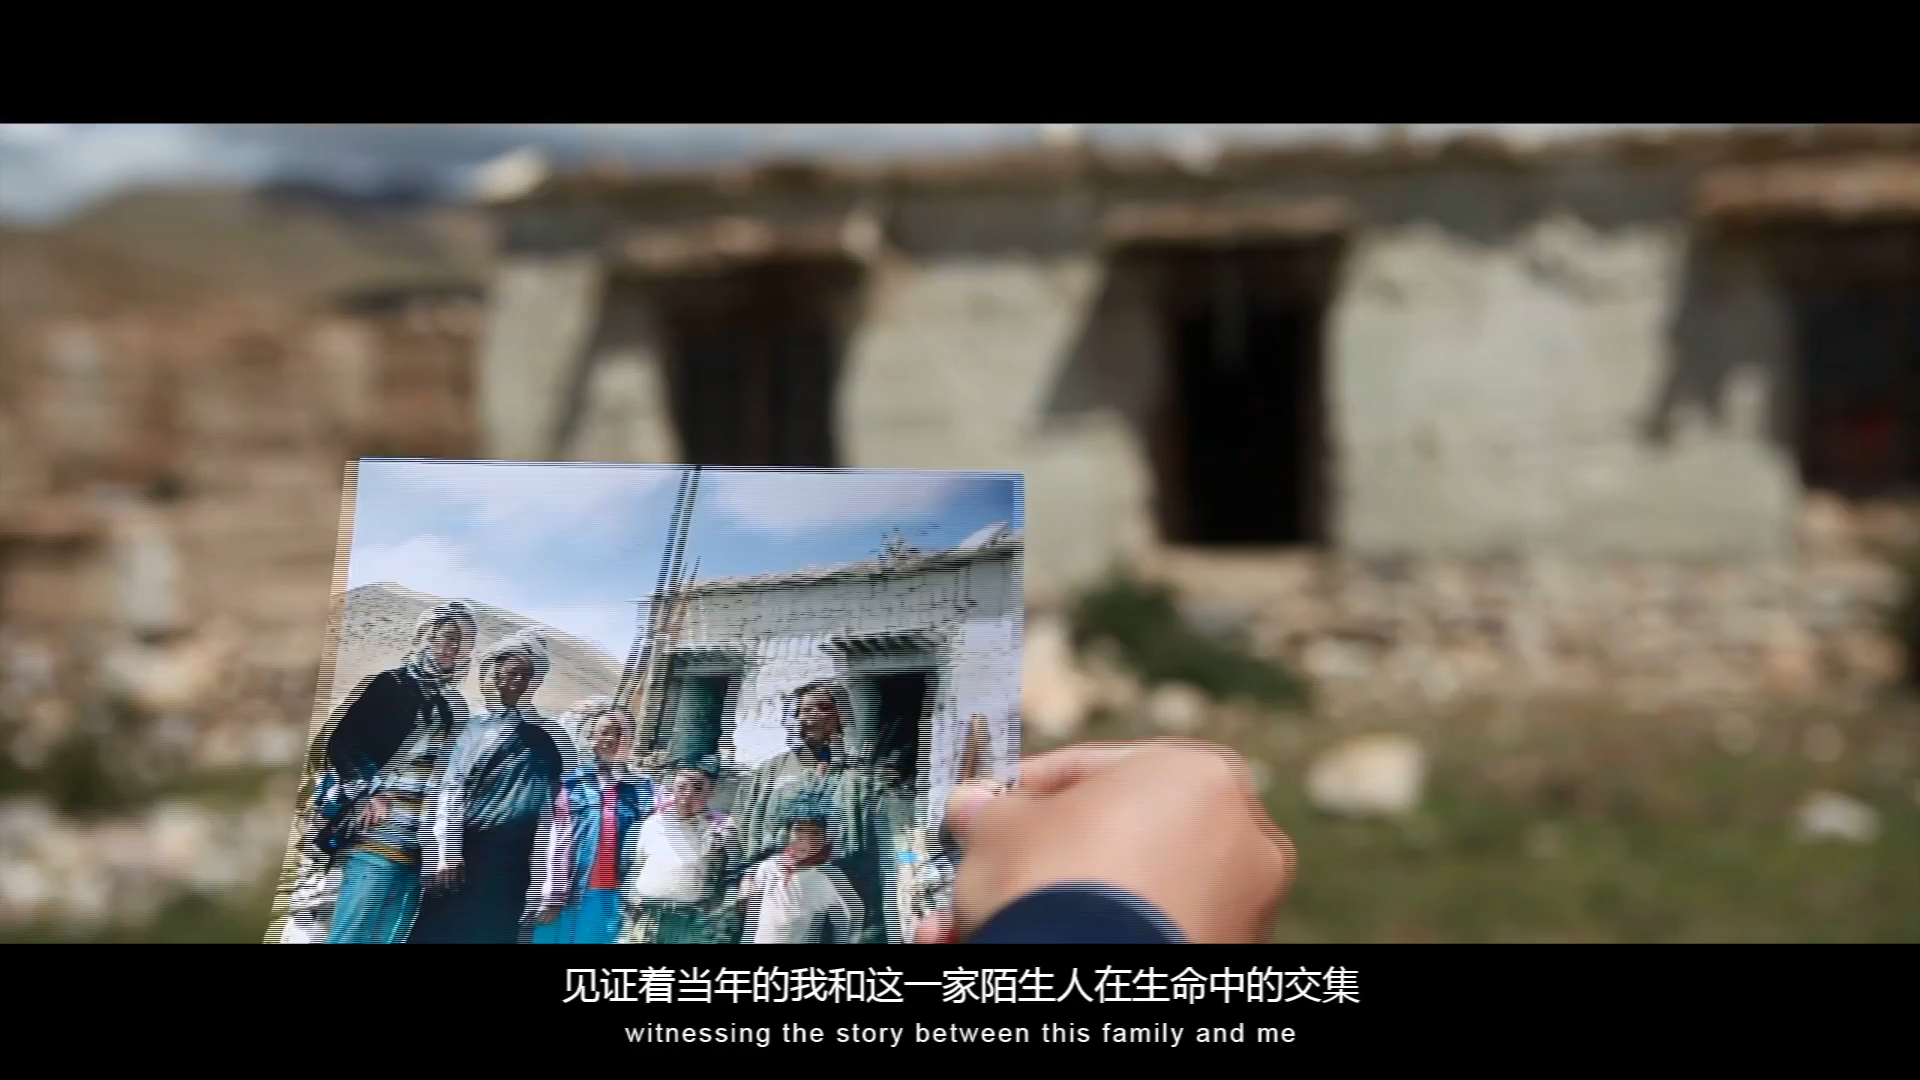 见证着当年的我和这一家陌生人在生命中的交集
witnessing the story between this family and me